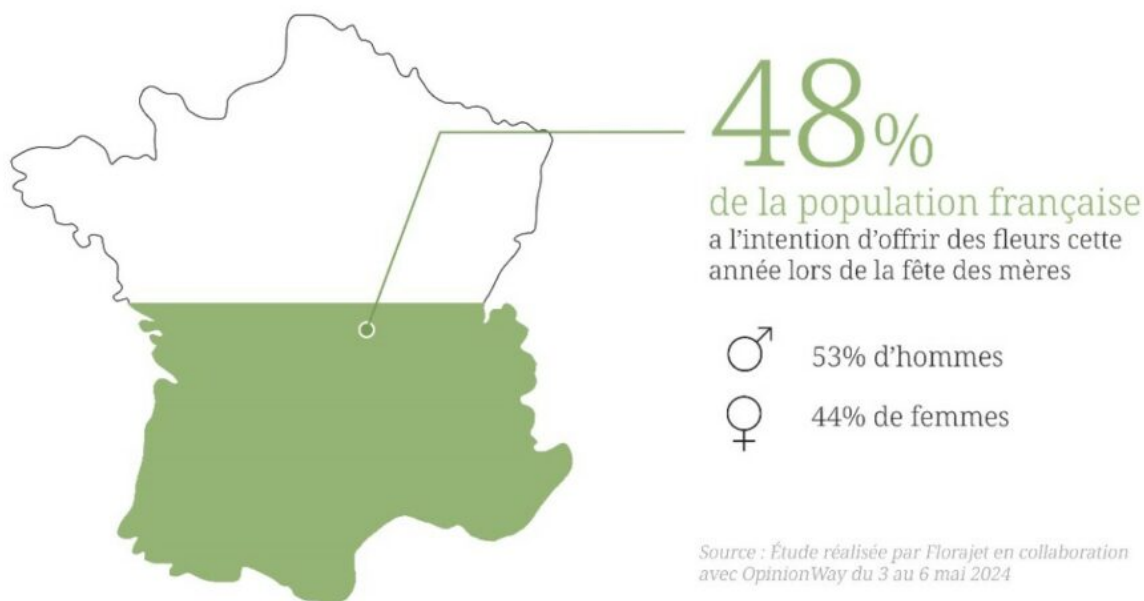 48%
de la population française
a l'intention d'offrir des fleurs cette
année lors de la fête des mères
53% d'hommes
44% de femmes
Source : Étude réalisée par Florajet en collaboration
avec OpinionWay du 3 au 6 mai 2024